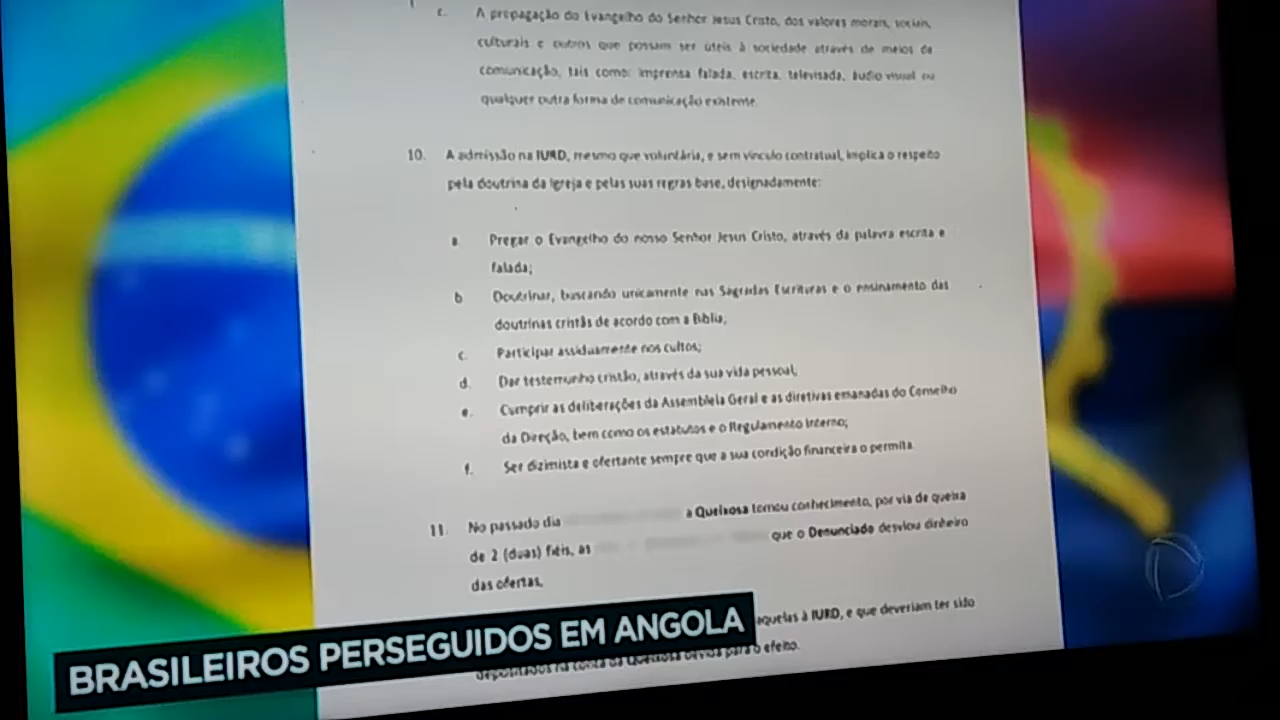 c. A propagação do Evangelho do Senhor Jesus Cristo, dos valores morais, sociais,
culturais e outros que possam ser úteis à sociedade através de meios de
comunicação, tais como: imprensa falada, escrita, televisada, áudio visual ou
qualquer outra forma de comunicação existente.
10. A admissão na IURD, mesmo que voluntária, e sem vínculo contratual, implica o respeito
pela doutrina da Igreja e pelas suas regras base, designadamente:
a. Pregar o Evangelho do nosso Senhor Jesus Cristo, através da palavra escrita e
falada;
b Doutrinar, buscando unicamente nas Sagradas Escrituras e o ensinamento das
doutrinas cristãs de acordo com a Bíblia;
c. Participar assiduamente nos cultos;
d. Dar testemunho cristão, através da sua vida pessoal;
e. Cumprir as deliberações da Assembleia Geral e as diretivas emanadas do Conselho
da Direção, bem como os estatutos e o Regulamento Interno;
f. Ser dizimista e ofertante sempre que a sua condição financeira o permita.
11. No passado dia a Queixosa tomou conhecimento, por via de queixa
de 2 (duas) fiéis, as que o Denunciado desviou dinheiro
das ofertas,
aquelas à IURD, e que deveriam ter sido
depositados na conta da Queixosa devida para o efeito.
BRASILEIROS PERSEGUIDOS EM ANGOLA